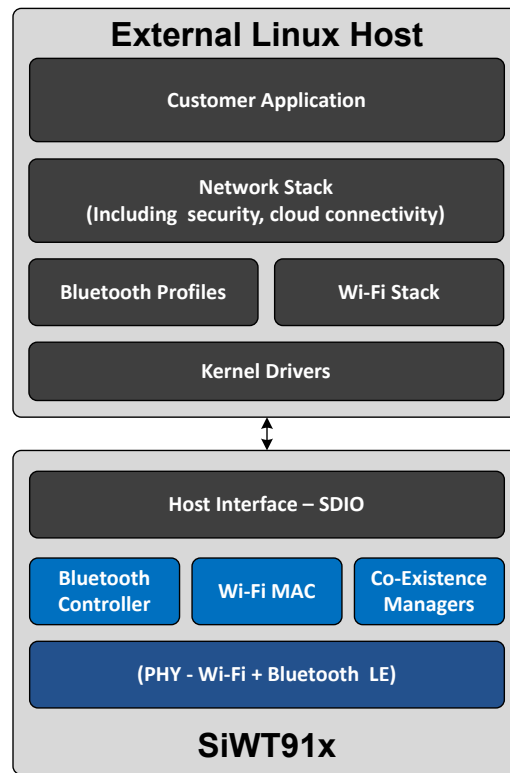 External Linux Host
Customer Application
Network Stack
(Including security, cloud connectivity)
Bluetooth Profiles
Wi-Fi Stack
Kernel Drivers
Host Interface – SDIO
Bluetooth
Controller
Wi-Fi MAC
Co-Existence
Managers
(PHY - Wi-Fi + Bluetooth LE)
SiWT91x